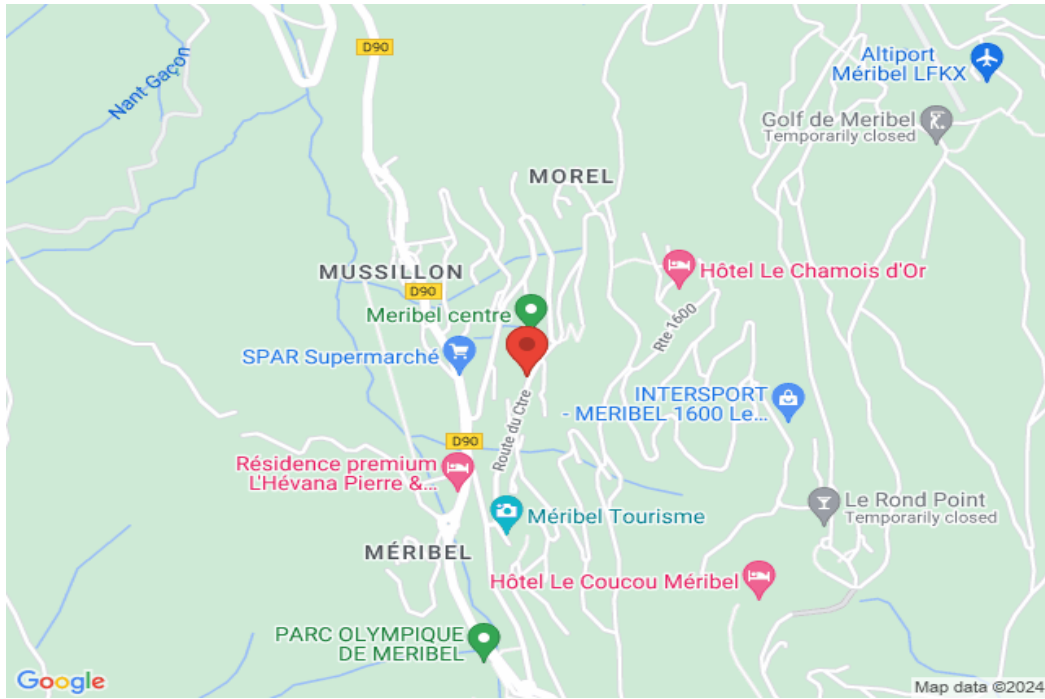 D90
Nant Gaçon
Altiport
Méribel LFKX
Golf de Meribel
Temporarily closed
MOREL
MUSSILLON
D90
Meribel centre
Hôtel Le Chamois d'Or
Rte 1600
SPAR Supermarché
INTERSPORT
- MERIBEL 1600 Le...
Route du Ctre
D90
Résidence premium
L'Hévana Pierre &...
Le Rond Point
Temporarily closed
Méribel Tourisme
MÉRIBEL
Hôtel Le Coucou Méribel
PARC OLYMPIQUE
DE MERIBEL
Google
Map data ©2024